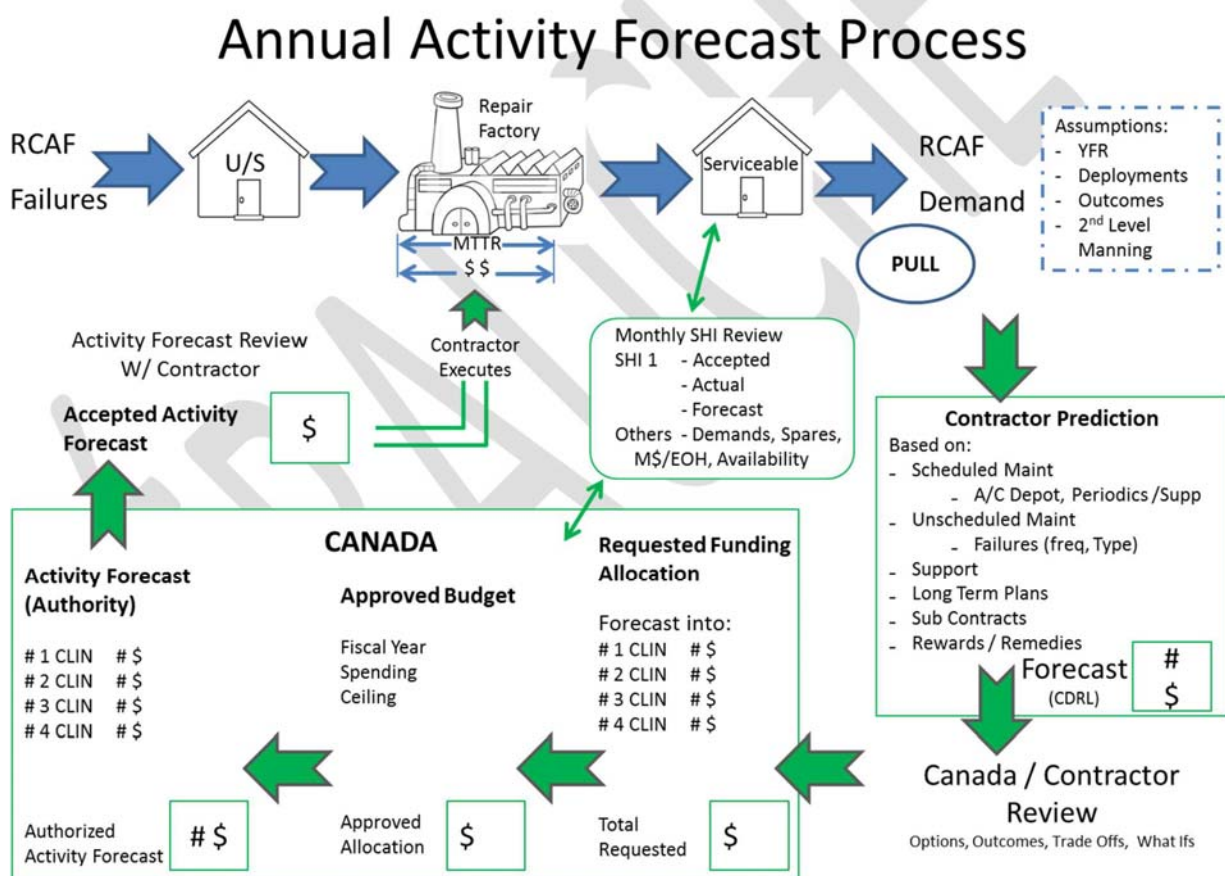 Annual Activity Forecast Process
RCAF
Failures
U/S
Repair
Factory
MTTR
$ $
Serviceable
RCAF
Demand
PULL
Assumptions:
- YFR
- Deployments
- Outcomes
- 2nd Level
Manning
Activity Forecast Review
W/ Contractor
Accepted Activity
Forecast
$
Contractor
Executes
Monthly SHI Review
SHI 1 - Accepted
- Actual
- Forecast
Others - Demands, Spares,
M$/EOH, Availability
Contractor Prediction
Based on:
- Scheduled Maint
- A/C Depot, Periodics /Supp
- Unscheduled Maint
- Failures (freq, Type)
- Support
- Long Term Plans
- Sub Contracts
- Rewards / Remedies
Forecast
(CDRL)
#
$
Canada / Contractor
Review
Options, Outcomes, Trade Offs, What Ifs
CANADA
Requested Funding
Allocation
Forecast into:
# 1 CLIN # $
# 2 CLIN # $
# 3 CLIN # $
# 4 CLIN # $
Total
Requested
$
Approved Budget
Fiscal Year
Spending
Ceiling
Approved
Allocation
$
Activity Forecast
(Authority)
# 1 CLIN # $
# 2 CLIN # $
# 3 CLIN # $
# 4 CLIN # $
Authorized
Activity Forecast
# $